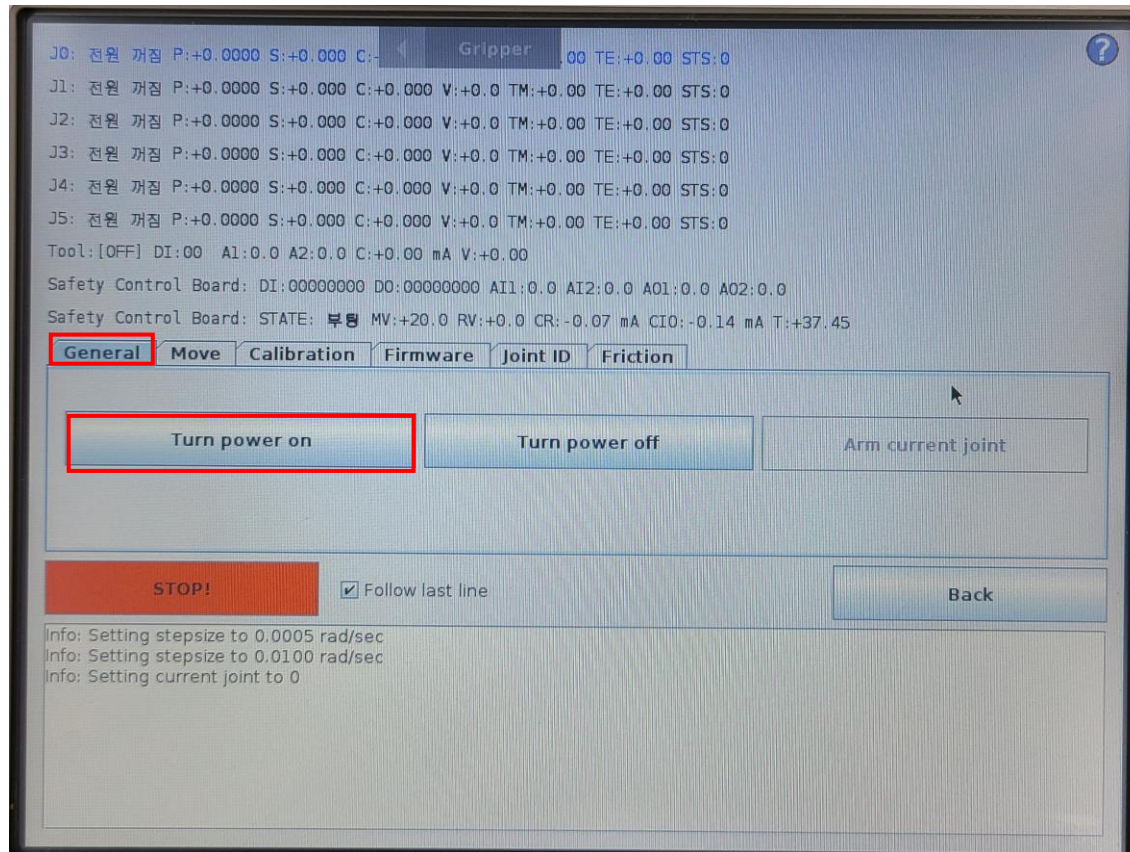 Gripper
J0: 전원 꺼짐 P:+0.0000 S:+0.000 C:- .00 TE:+0.00 STS:0
J1: 전원 꺼짐 P:+0.0000 S:+0.000 C:+0.000 V:+0.0 TM:+0.00 TE:+0.00 STS:0
J2: 전원 꺼짐 P:+0.0000 S:+0.000 C:+0.000 V:+0.0 TM:+0.00 TE:+0.00 STS:0
J3: 전원 꺼짐 P:+0.0000 S:+0.000 C:+0.000 V:+0.0 TM:+0.00 TE:+0.00 STS:0
J4: 전원 꺼짐 P:+0.0000 S:+0.000 C:+0.000 V:+0.0 TM:+0.00 TE:+0.00 STS:0
J5: 전원 꺼짐 P:+0.0000 S:+0.000 C:+0.000 V:+0.0 TM:+0.00 TE:+0.00 STS:0
Tool:[OFF] DI:00 A1:0.0 A2:0.0 C:+0.00 mA V:+0.00
Safety Control Board: DI:00000000 DO:00000000 AI1:0.0 AI2:0.0 AO1:0.0 AO2:0.0
Safety Control Board: STATE: 부팅 MV:+20.0 RV:+0.0 CR:-0.07 mA CIO:-0.14 mA T:+37.45
General Move Calibration Firmware Joint ID Friction
Turn power on Turn power off Arm current joint
STOP! Follow last line Back
Info: Setting stepsize to 0.0005 rad/sec
Info: Setting stepsize to 0.0100 rad/sec
Info: Setting current joint to 0
?